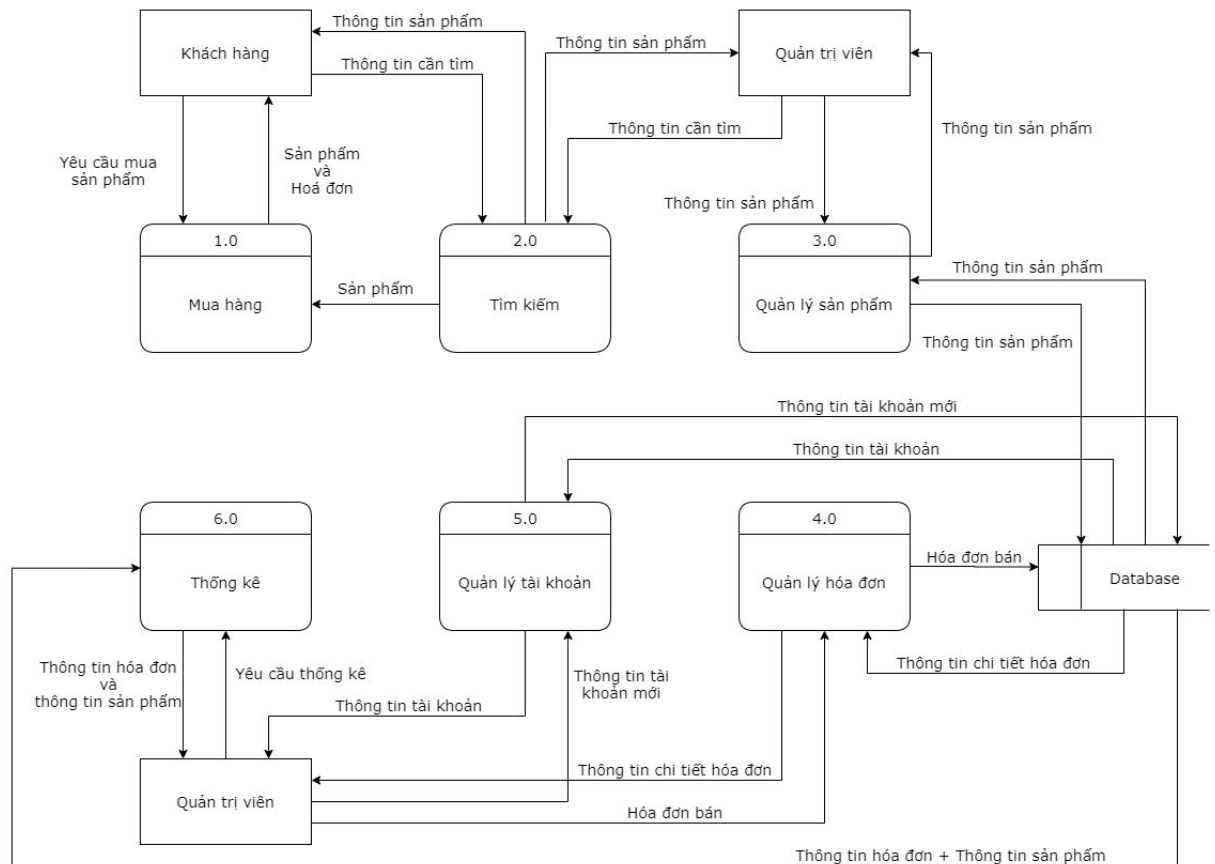 Thông tin sản phẩm
Khách hàng
Thông tin cần tìm
Thông tin sản phẩm
Quản trị viên
Thông tin cần tìm
Thông tin sản phẩm
Yêu cầu mua
sản phẩm
Sản phẩm
và
Hoá đơn
Thông tin sản phẩm
1.0
Mua hàng
Sản phẩm
2.0
Tìm kiếm
3.0
Quản lý sản phẩm
Thông tin sản phẩm
Thông tin sản phẩm
Thông tin tài khoản mới
Thông tin tài khoản
6.0
Thống kê
5.0
Quản lý tài khoản
4.0
Quản lý hóa đơn
Hóa đơn bán
Database
Thông tin hóa đơn
và
thông tin sản phẩm
Yêu cầu thống kê
Thông tin tài
khoản mới
Thông tin chi tiết hóa đơn
Thông tin tài khoản
Thông tin chi tiết hóa đơn
Quản trị viên
Hóa đơn bán
Thông tin hóa đơn + Thông tin sản phẩm